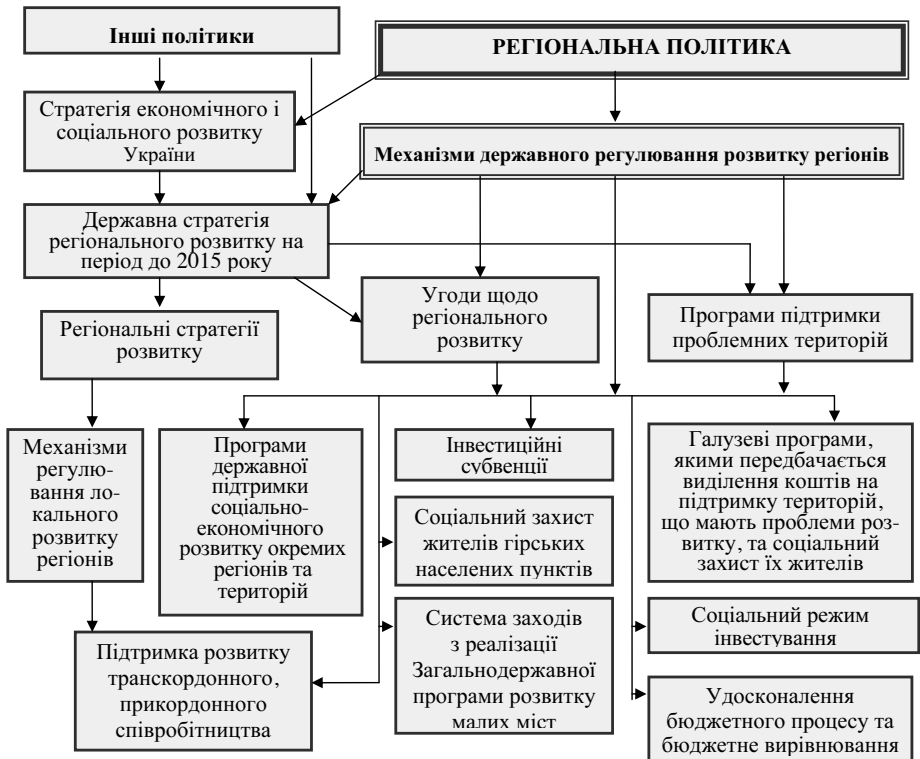 Інші політики
РЕГІОНАЛЬНА ПОЛІТИКА
Стратегія економічного і
соціального розвитку
України
Механізми державного регулювання розвитку регіонів
Державна стратегія
регіонального розвитку на
період до 2015 року
Угоди щодо
регіонального
розвитку
Програми підтримки
проблемних територій
Регіональні стратегії
розвитку
Механізми
регулю-
вання ло-
кального
розвитку
регіонів
Програми
державної
підтримки
соціально-
економічного
розвитку окремих
регіонів та
територій
Інвестиційні
субвенції
Галузеві програми,
якими передбачається
виділення коштів на
підтримку територій,
що мають проблеми роз-
витку, та соціальний
захист їх жителів
Соціальний захист
жителів гірських
населених пунктів
Соціальний режим
інвестування
Підтримка розвитку
транскордонного,
прикордонного
співробітництва
Система заходів
з реалізації
Загальнодержавної
програми розвитку
малих міст
Удосконалення
бюджетного процесу та
бюджетне вирівнювання